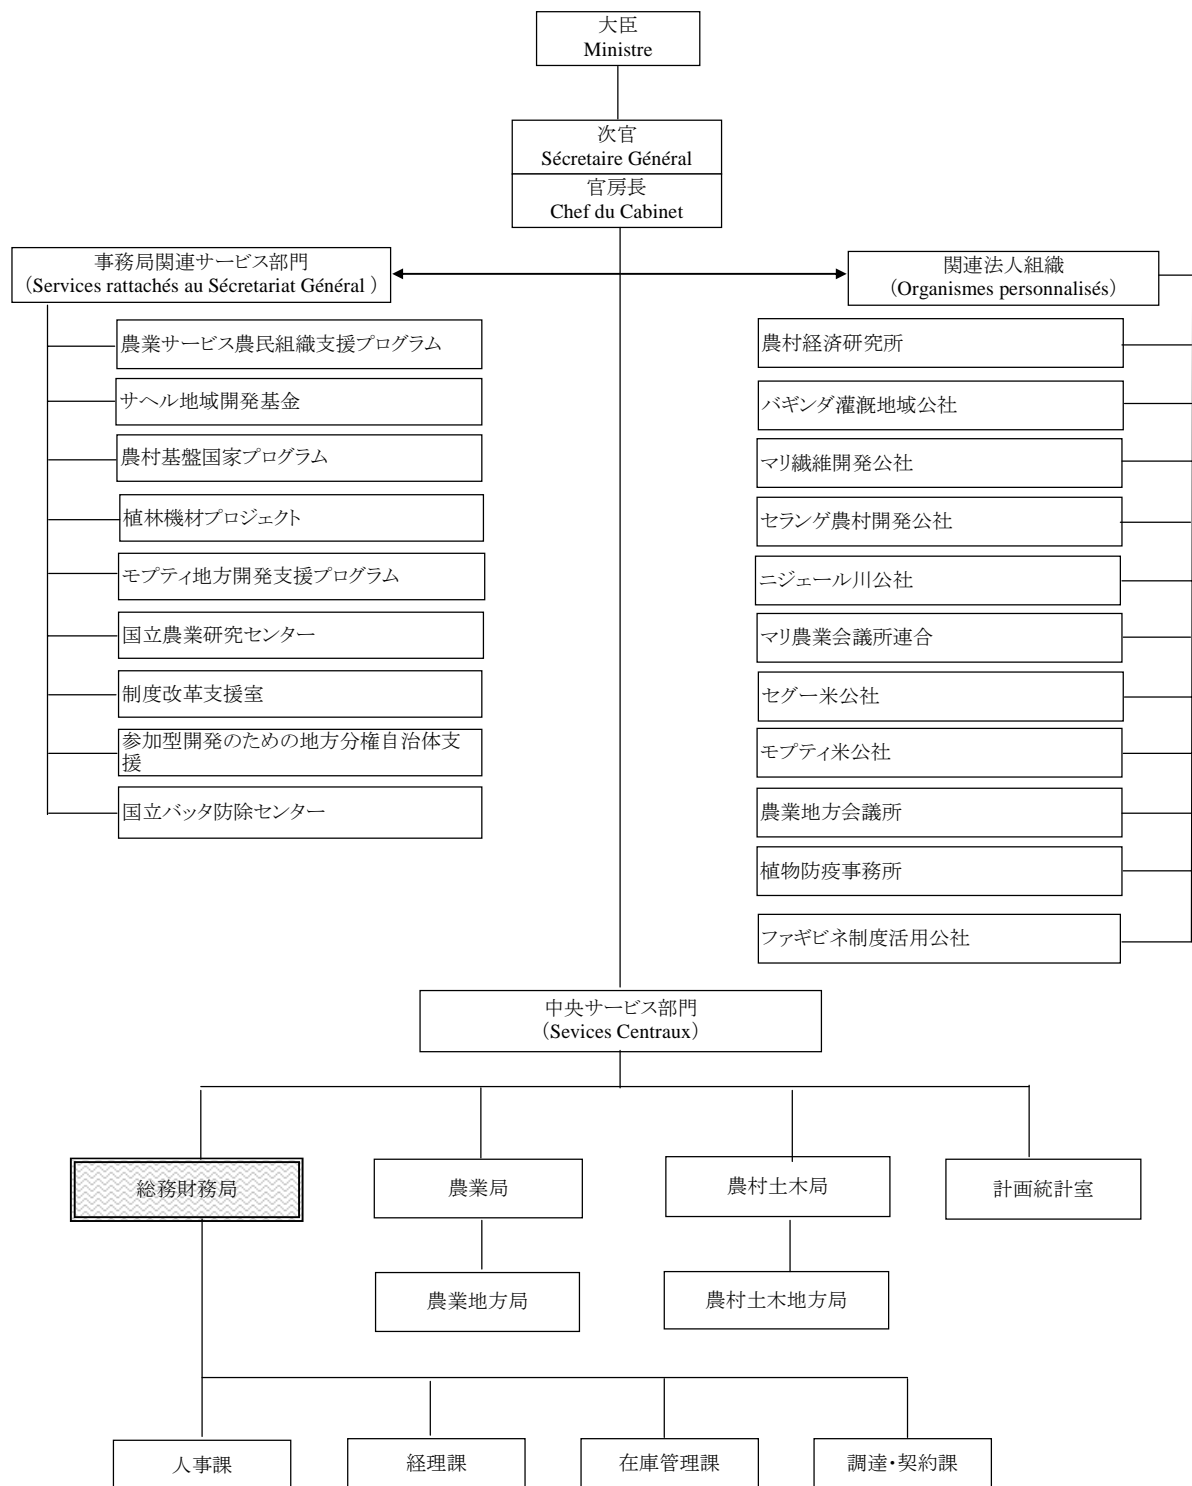 大臣
Ministre
次官
Sécretaire Général
官房長
Chef du Cabinet
事務局関連サービス部門
（Services rattachés au Sécretariat Général ）
農業サービス農民組織支援プログラム
サヘル地域開発基金
農村基盤国家プログラム
植林機材プロジェクト
モプティ地方開発支援プログラム
国立農業研究センター
制度改革支援室
参加型開発のための地方分権自治体支
援
国立バッタ防除センター
関連法人組織
（Organismes personnalisés）
農村経済研究所
バギンダ灌漑地域公社
マリ繊維開発公社
セランゲ農村開発公社
ニジェール川公社
マリ農業会議所連合
セグー米公社
モプティ米公社
農業地方会議所
植物防疫事務所
ファギビネ制度活用公社
中央サービス部門
（Sevices Centraux）
総務財務局
農業局
農村土木局
計画統計室
農業地方局
農村土木地方局
人事課
経理課
在庫管理課
調達・契約課